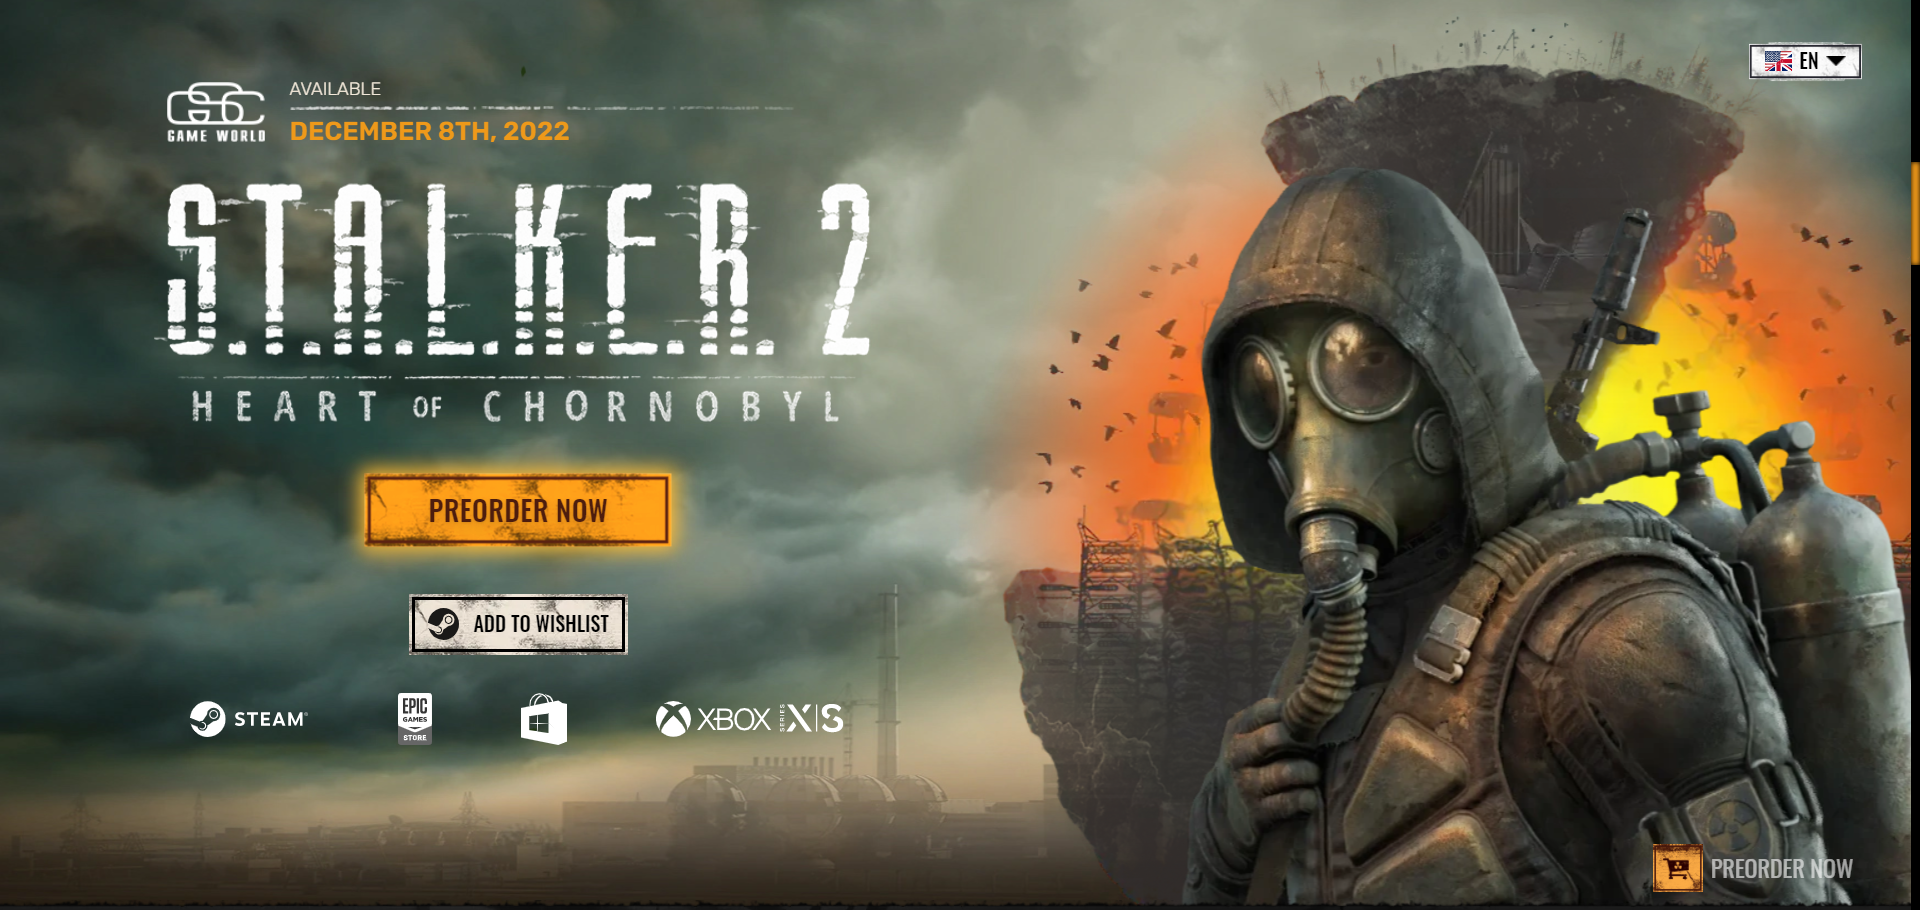 EN
GSC
GAME WORLD
AVAILABLE
DECEMBER 8TH, 2022
S.T.A.L.K.E.R. 2
HEART OF CHORNOBYL
PREORDER NOW
ADD TO WISHLIST
STEAM®
EPIC
GAMES
STORE
XBOX SERIES X|S
PREORDER NOW